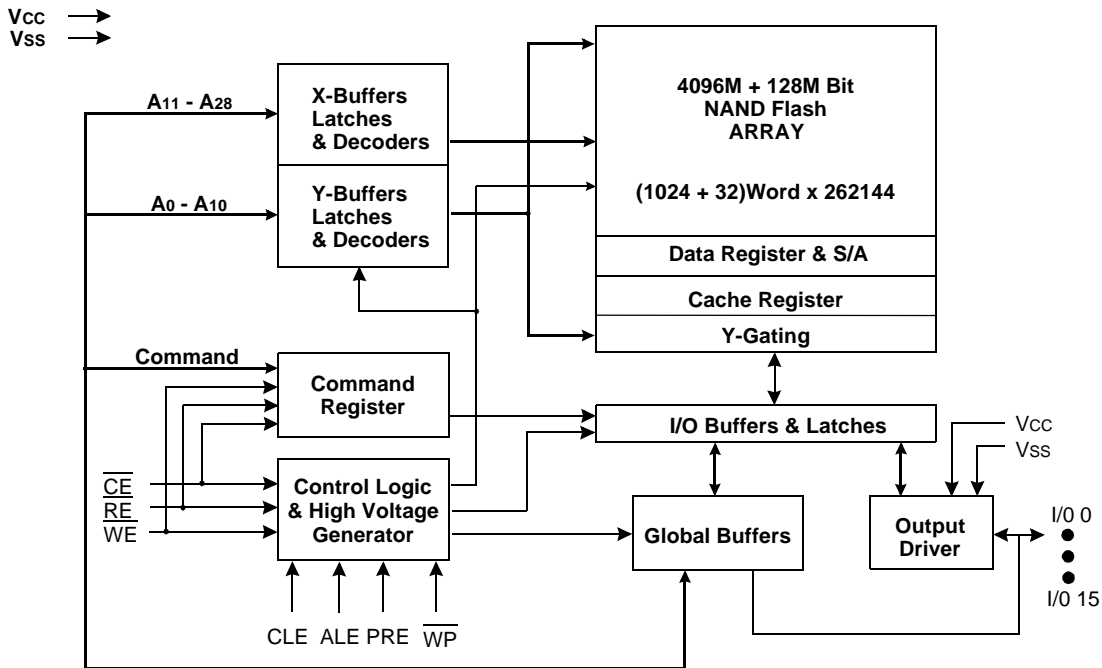 VCC
VSS
A11 - A28
X-Buffers
Latches
& Decoders
A0 - A10
Y-Buffers
Latches
& Decoders
4096M + 128M Bit
NAND Flash
ARRAY
(1024 + 32)Word x 262144
Data Register & S/A
Cache Register
Y-Gating
Command
Command
Register
I/O Buffers & Latches
VCC
VSS
CE
RE
WE
Control Logic
& High Voltage
Generator
Global Buffers
Output
Driver
I/0 0
I/0 15
CLE
ALE
PRE
WP